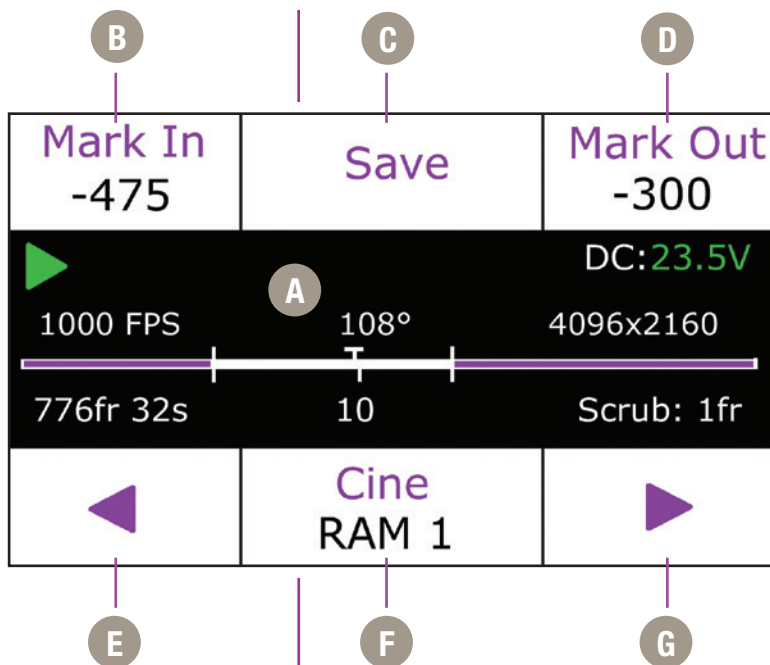 B C D
Mark In Save Mark Out
-475 -300
DC:23.5V
A
1000 FPS 108° 4096x2160
776fr 32s 10 Scrub: 1fr
Cine
RAM 1
E F G